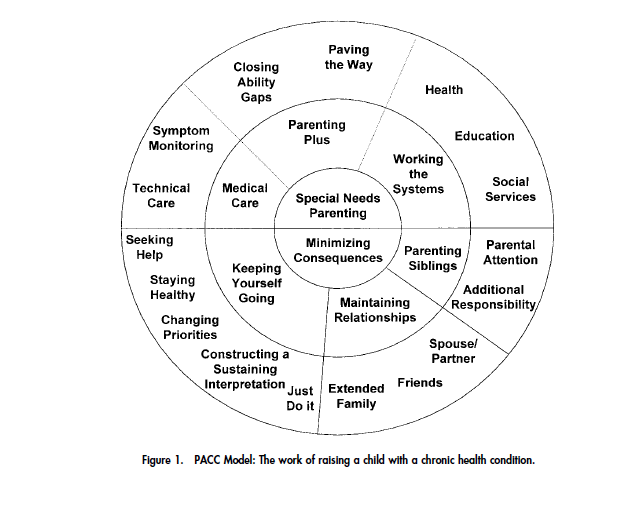 Paving
the Way
Closing
Ability
Gaps
Health
Parenting
Plus
Symptom
Monitoring
Education
Working
the
Systems
Technical
Care
Medical
Care
Special Needs
Parenting
Social
Services
Seeking
Help
Minimizing
Consequences
Parenting
Siblings
Parental
Attention
Keeping
Yourself
Going
Staying
Healthy
Additional
Responsibility
Maintaining
Relationships
Changing
Priorities
Constructing a
Sustaining
Interpretation
Spouse/
Partner
Just
Do it
Extended
Family
Friends
Figure 1. PACC Model: The work of raising a child with a chronic health condition.